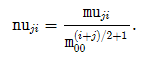 nu_{ji} = \frac{mu_{ji}}{m_{00}^{(i+j)/2+1}}.